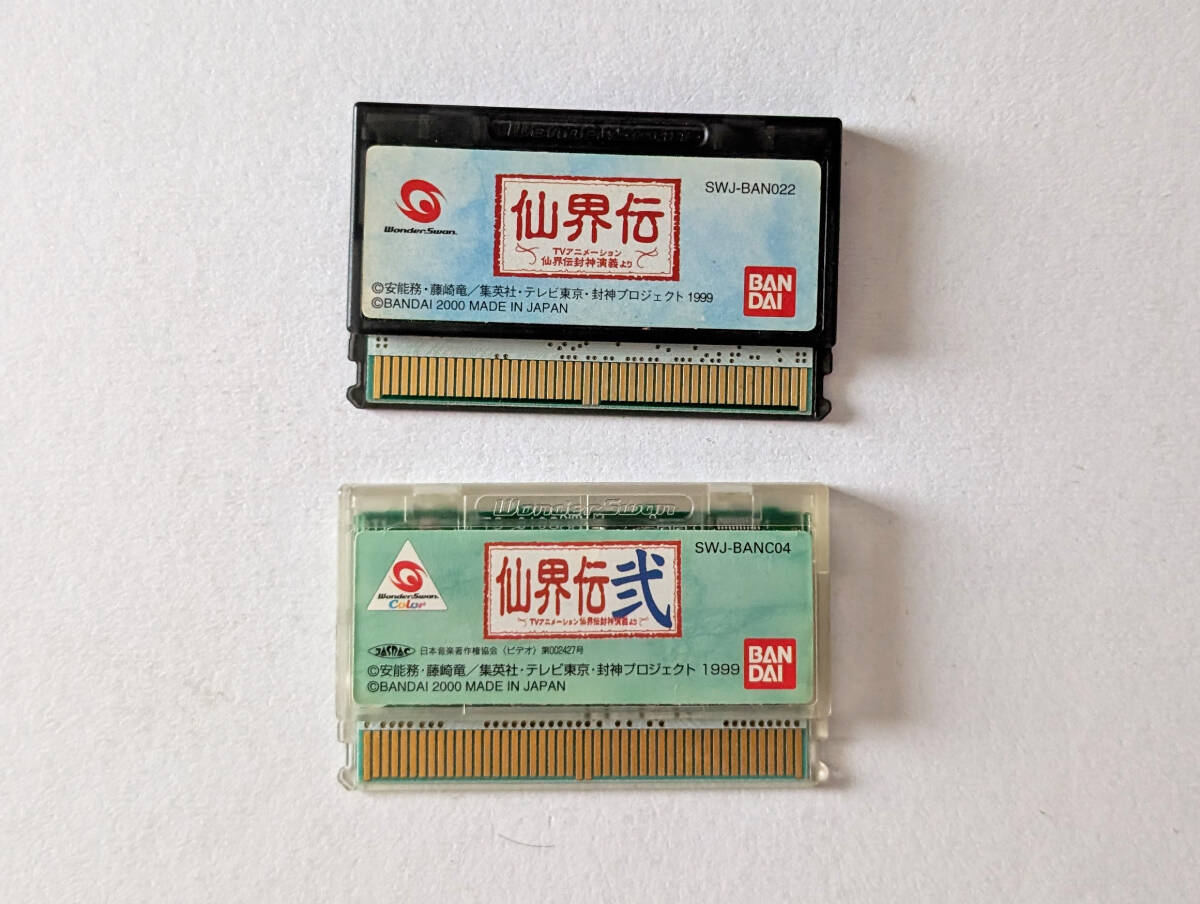 WonderSwan
SWJ-BAN022
WonderSwan
仙界伝
TVアニメーション
仙界伝封神演義より
BAN
DAI
©安能務・藤崎竜／集英社・テレビ東京・封神プロジェクト 1999
©BANDAI 2000 MADE IN JAPAN
WonderSwan
SWJ-BANC04
WonderSwan
Color
仙界伝弐
TVアニメーション仙界伝封神演義より
JASRAC 日本音楽著作権協会（ビデオ）第002427号
BAN
DAI
©安能務・藤崎竜／集英社・テレビ東京・封神プロジェクト 1999
©BANDAI 2000 MADE IN JAPAN